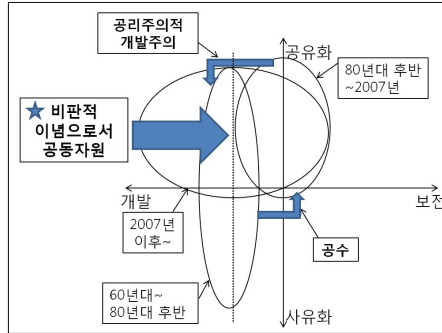 공리주의적
개발주의
공유화
80년대 후반
~2007년
★ 비판적
이념으로서
공동자원
개발
보전
2007년
이후~
공수
60년대~
80년대 후반
사유화